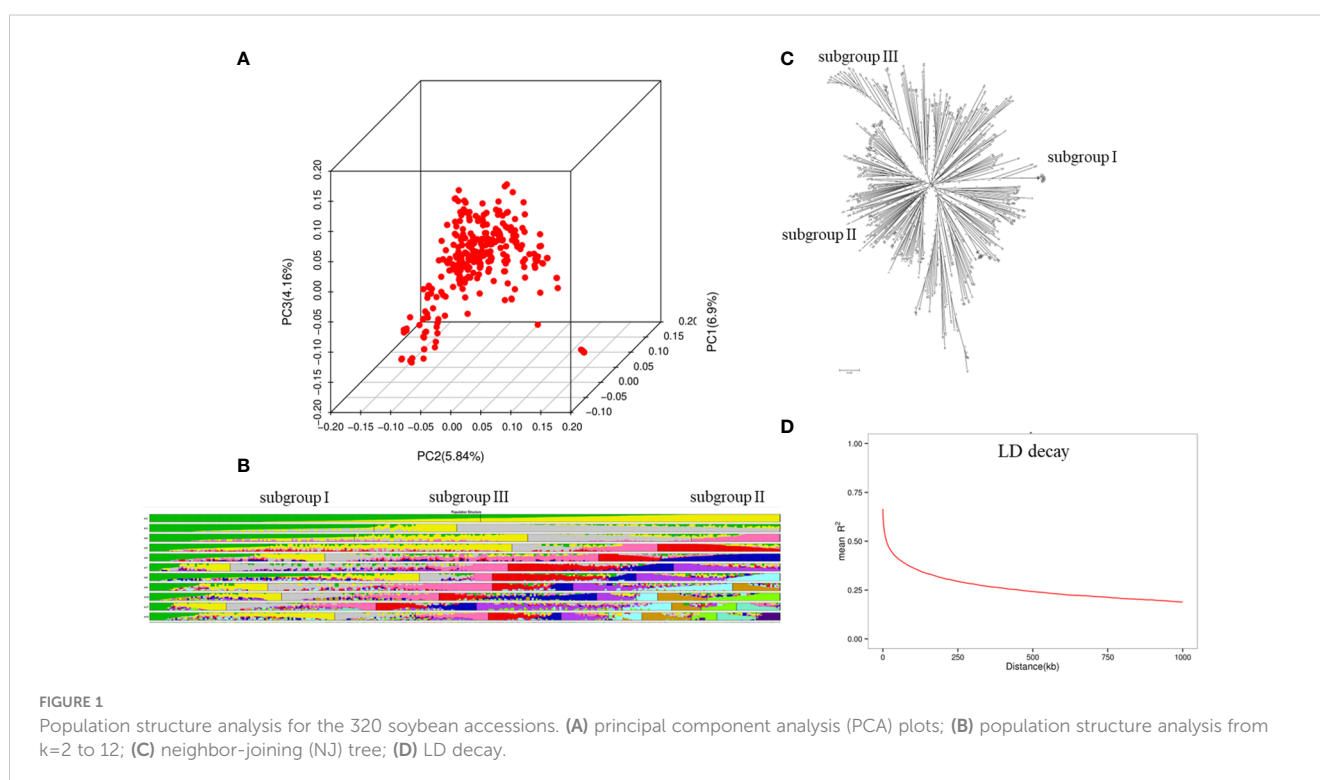 A
0.20
0.15
0.10
0.05
0.00
−0.05
−0.10
−0.15
−0.20
PC3(4.16%)
−0.20 −0.15 −0.10 −0.05 0.00 0.05 0.10 0.15 0.20
PC2(5.84%)
−0.10
−0.05
0.00
0.05
0.10
0.15
0.20
PC1(6.9%)
B
subgroup I subgroup III subgroup II
Population Structure
C
subgroup III
subgroup I
subgroup II
D
LD decay
1.00
0.75
0.50
0.25
0.00
mean R²
0 250 500 750 1000
Distance(kb)
FIGURE 1
Population structure analysis for the 320 soybean accessions. (A) principal component analysis (PCA) plots; (B) population structure analysis from
k=2 to 12; (C) neighbor-joining (NJ) tree; (D) LD decay.